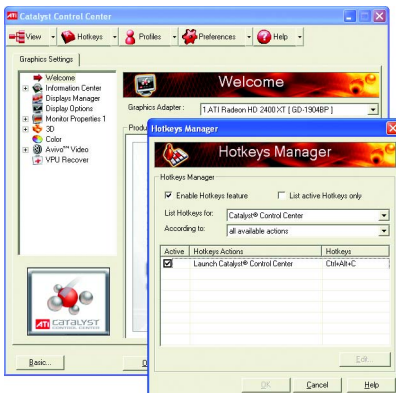 Catalyst Control Center
View Hotkeys Profiles Preferences Help
Graphics Settings
Welcome
Information Center
Displays Manager
Display Options
Monitor Properties 1
3D
Color
Avivo™ Video
VPU Recover
ATI CATALYST
CONTROL CENTER
Basic...
Welcome
Graphics Adapter :
1.ATI Radeon HD 2400 XT [ GD-1904BP ]
Hotkeys Manager
Hotkeys Manager
Hotkeys Manager
Enable Hotkeys feature
List active Hotkeys only
List Hotkeys for:
Catalyst® Control Center
According to:
all available actions
Active Hotkeys Actions Hotkeys
Launch Catalyst® Control Center Ctrl+Alt+C
Edit...
OK Cancel Help